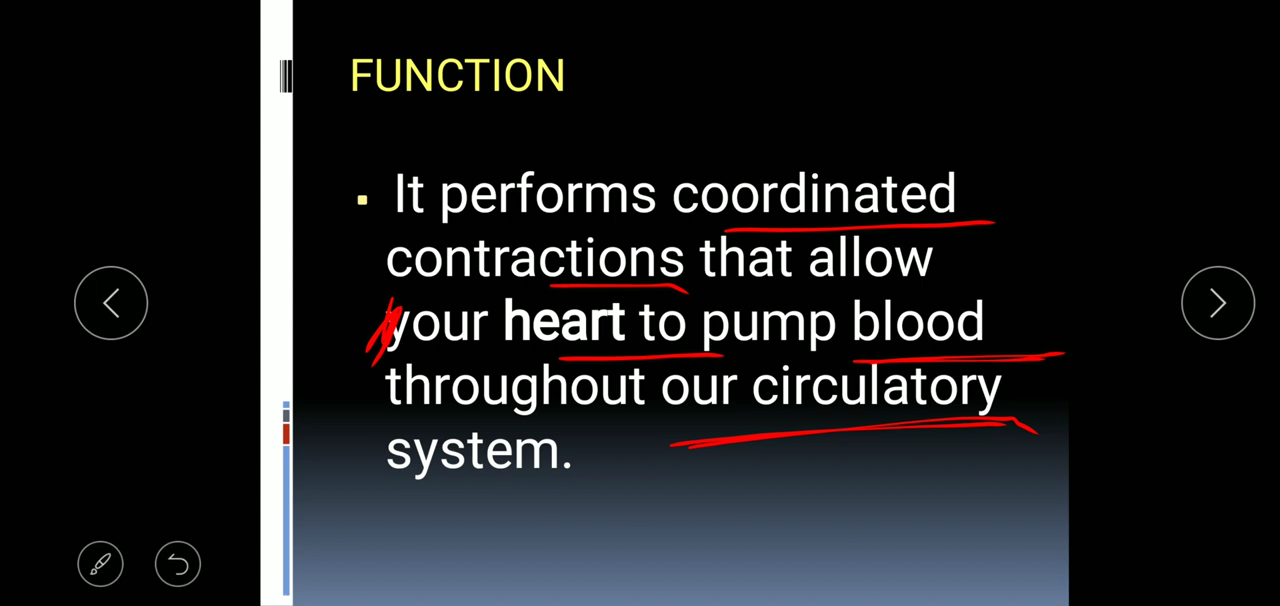 FUNCTION
It performs coordinated
contractions that allow
your heart to pump blood
throughout our circulatory
system.